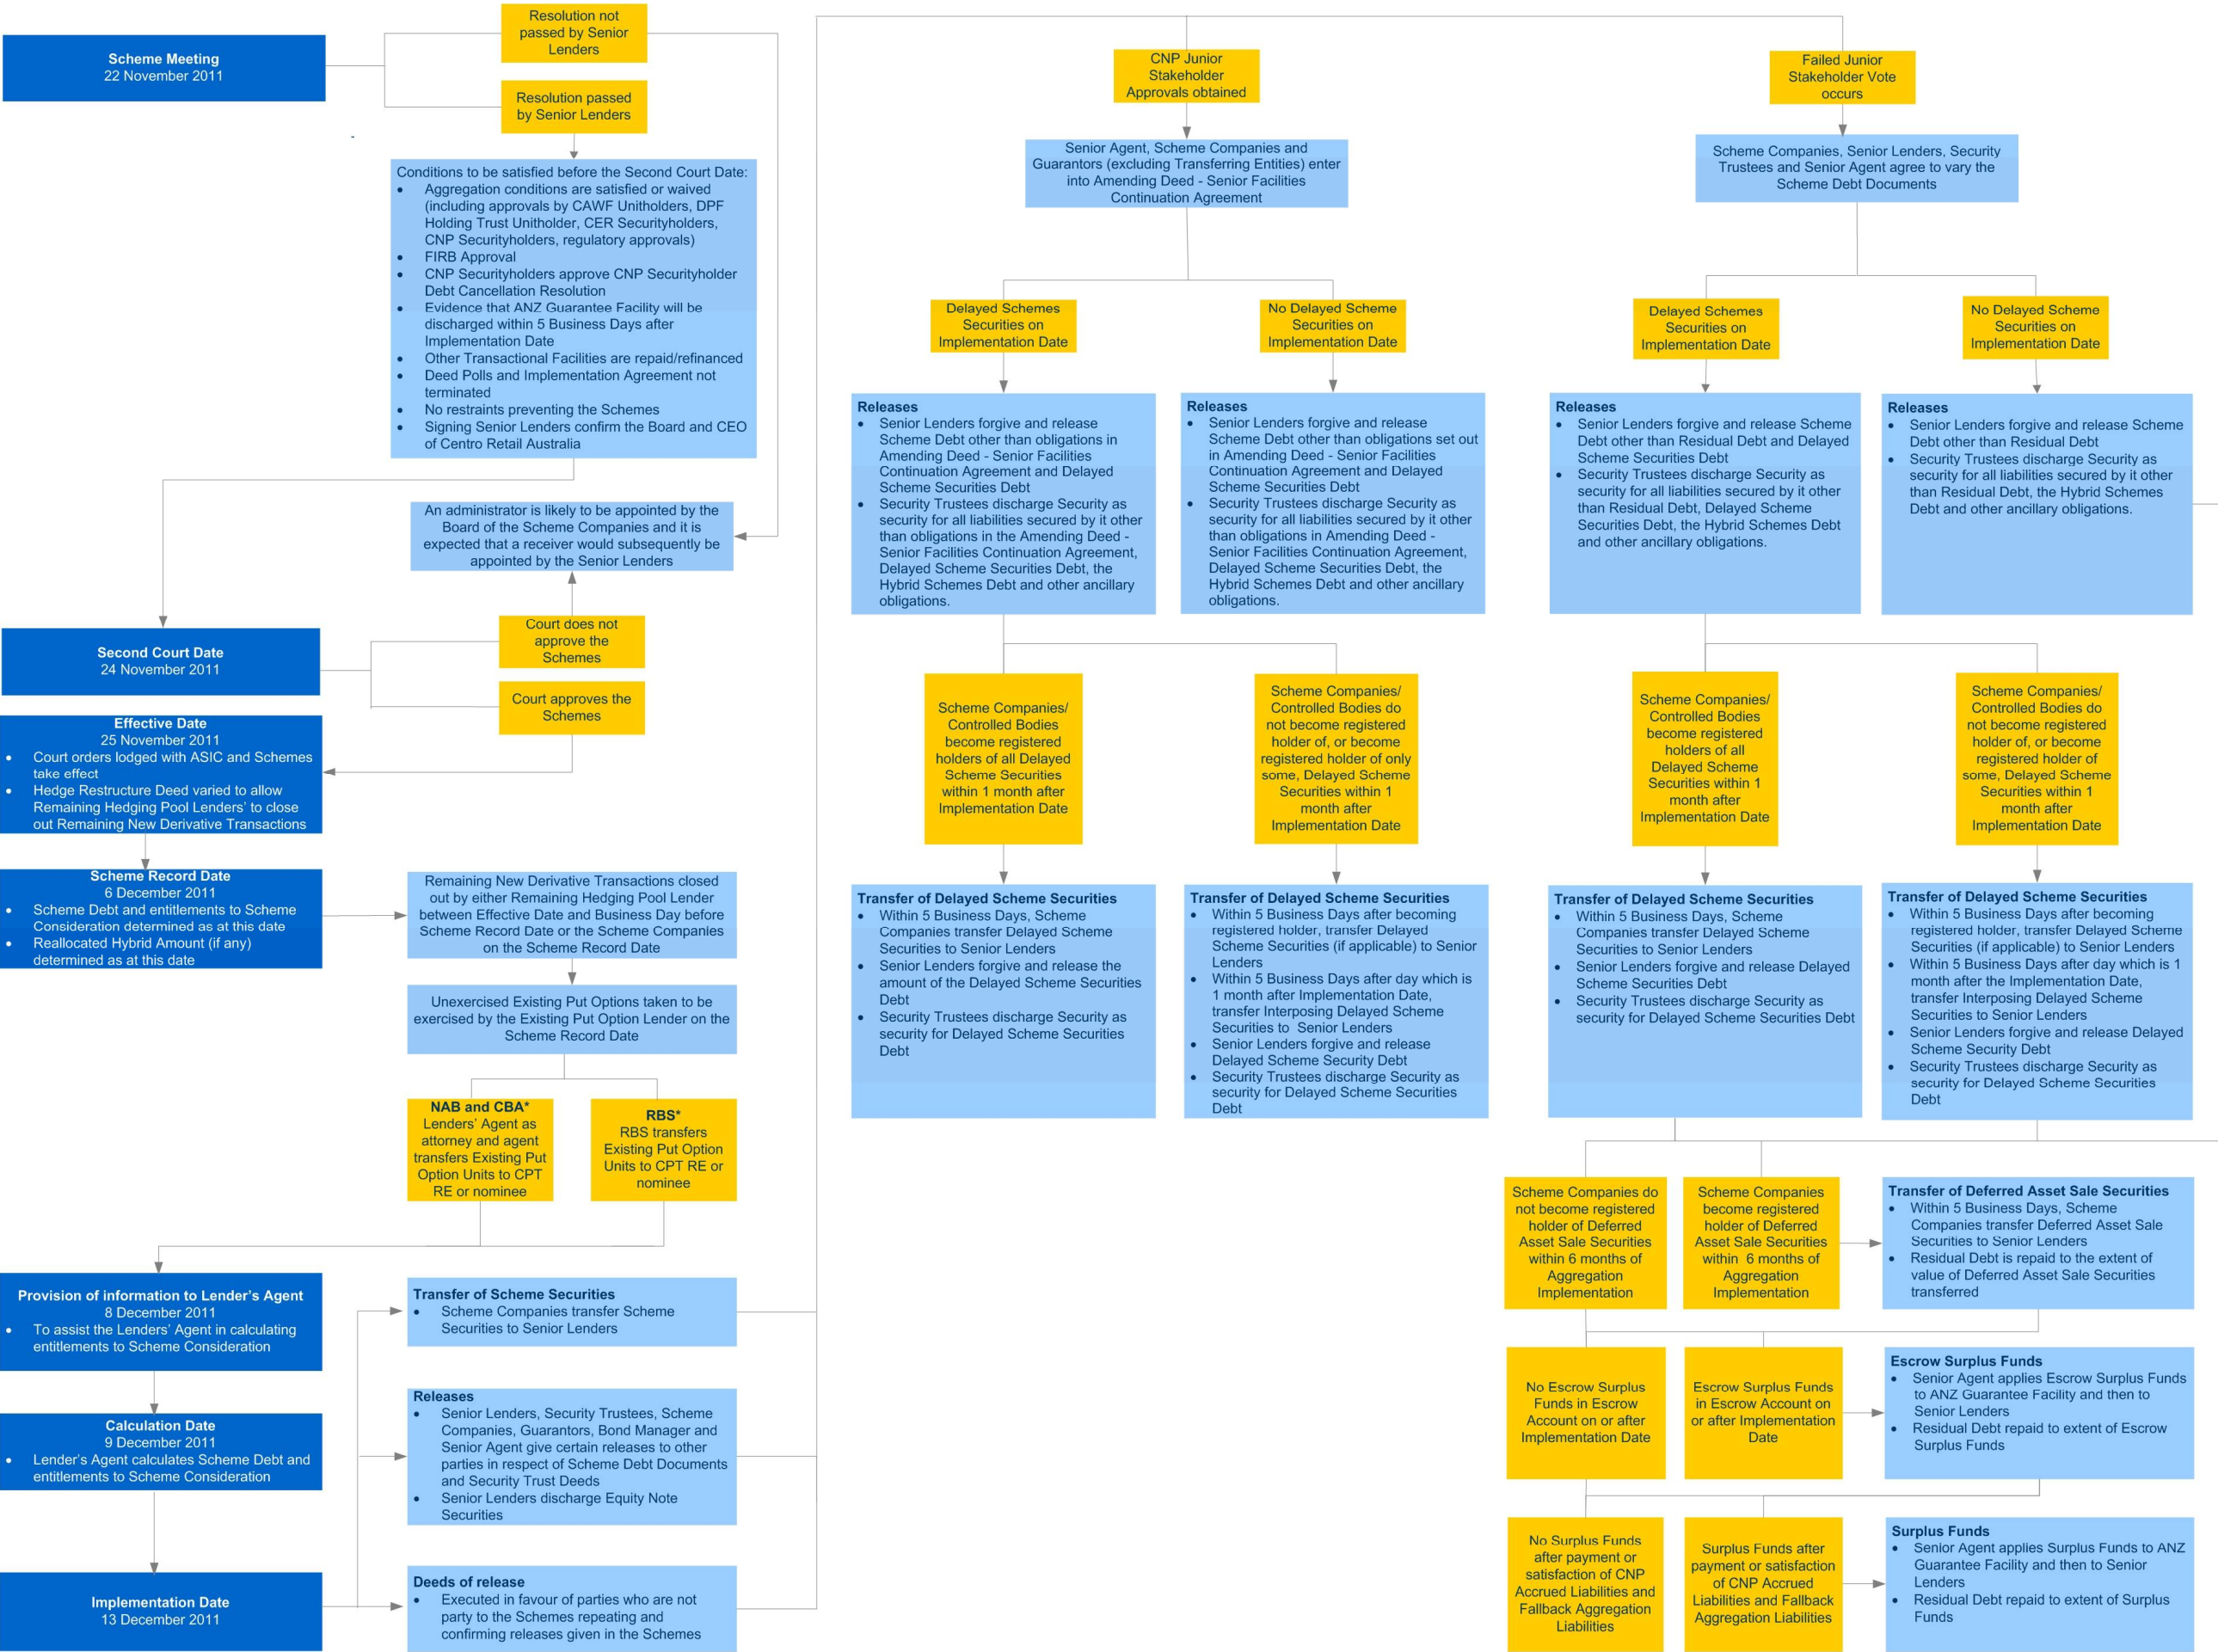 Scheme Meeting
22 November 2011
Resolution not
passed by Senior
Lenders
Resolution passed
by Senior Lenders
Conditions to be satisfied before the Second Court Date:
• Aggregation conditions are satisfied or waived
(including approvals by CAWF Unitholders, DPF
Holding Trust Unitholder, CER Securityholders,
CNP Securityholders, regulatory approvals)
• FIRB Approval
• CNP Securityholders approve CNP Securityholder
Debt Cancellation Resolution
• Evidence that ANZ Guarantee Facility will be
discharged within 5 Business Days after
Implementation Date
• Other Transactional Facilities are repaid/refinanced
• Deed Polls and Implementation Agreement not
terminated
• No restraints preventing the Schemes
• Signing Senior Lenders confirm the Board and CEO
of Centro Retail Australia
An administrator is likely to be appointed by the
Board of the Scheme Companies and it is
expected that a receiver would subsequently be
appointed by the Senior Lenders
Second Court Date
24 November 2011
Court does not
approve the
Schemes
Court approves the
Schemes
Effective Date
25 November 2011
• Court orders lodged with ASIC and Schemes
take effect
• Hedge Restructure Deed varied to allow
Remaining Hedging Pool Lenders' to close
out Remaining New Derivative Transactions
Scheme Record Date
6 December 2011
• Scheme Debt and entitlements to Scheme
Consideration determined as at this date
• Reallocated Hybrid Amount (if any)
determined as at this date
Remaining New Derivative Transactions closed
out by either Remaining Hedging Pool Lender
between Effective Date and Business Day before
Scheme Record Date or the Scheme Companies
on the Scheme Record Date
Unexercised Existing Put Options taken to be
exercised by the Existing Put Option Lender on the
Scheme Record Date
NAB and CBA*
Lenders' Agent as
attorney and agent
transfers Existing Put
Option Units to CPT
RE or nominee
RBS*
RBS transfers
Existing Put Option
Units to CPT RE or
nominee
Provision of information to Lender's Agent
8 December 2011
• To assist the Lenders' Agent in calculating
entitlements to Scheme Consideration
Calculation Date
9 December 2011
• Lender's Agent calculates Scheme Debt and
entitlements to Scheme Consideration
Implementation Date
13 December 2011
Transfer of Scheme Securities
• Scheme Companies transfer Scheme
Securities to Senior Lenders
Releases
• Senior Lenders, Security Trustees, Scheme
Companies, Guarantors, Bond Manager and
Senior Agent give certain releases to other
parties in respect of Scheme Debt Documents
and Security Trust Deeds
• Senior Lenders discharge Equity Note
Securities
Deeds of release
• Executed in favour of parties who are not
party to the Schemes repeating and
confirming releases given in the Schemes
CNP Junior
Stakeholder
Approvals obtained
Senior Agent, Scheme Companies and
Guarantors (excluding Transferring Entities) enter
into Amending Deed - Senior Facilities
Continuation Agreement
Delayed Schemes
Securities on
Implementation Date
No Delayed Scheme
Securities on
Implementation Date
Releases
• Senior Lenders forgive and release
Scheme Debt other than obligations in
Amending Deed - Senior Facilities
Continuation Agreement and Delayed
Scheme Securities Debt
• Security Trustees discharge Security as
security for all liabilities secured by it other
than obligations in the Amending Deed -
Senior Facilities Continuation Agreement,
Delayed Scheme Securities Debt, the
Hybrid Schemes Debt and other ancillary
obligations.
Releases
• Senior Lenders forgive and release
Scheme Debt other than obligations set out
in Amending Deed - Senior Facilities
Continuation Agreement and Delayed
Scheme Securities Debt
• Security Trustees discharge Security as
security for all liabilities secured by it other
than obligations in Amending Deed -
Senior Facilities Continuation Agreement,
Delayed Scheme Securities Debt, the
Hybrid Schemes Debt and other ancillary
obligations.
Scheme Companies/
Controlled Bodies
become registered
holders of all Delayed
Scheme Securities
within 1 month after
Implementation Date
Scheme Companies/
Controlled Bodies do
not become registered
holder of, or become
registered holder of only
some, Delayed Scheme
Securities within 1
month after
Implementation Date
Transfer of Delayed Scheme Securities
• Within 5 Business Days, Scheme
Companies transfer Delayed Scheme
Securities to Senior Lenders
• Senior Lenders forgive and release the
amount of the Delayed Scheme Securities
Debt
• Security Trustees discharge Security as
security for Delayed Scheme Securities
Debt
Transfer of Delayed Scheme Securities
• Within 5 Business Days after becoming
registered holder, transfer Delayed
Scheme Securities (if applicable) to Senior
Lenders
• Within 5 Business Days after day which is
1 month after Implementation Date,
transfer Interposing Delayed Scheme
Securities to Senior Lenders
• Senior Lenders forgive and release
Delayed Scheme Security Debt
• Security Trustees discharge Security as
security for Delayed Scheme Securities
Debt
Failed Junior
Stakeholder Vote
occurs
Scheme Companies, Senior Lenders, Security
Trustees and Senior Agent agree to vary the
Scheme Debt Documents
Delayed Schemes
Securities on
Implementation Date
No Delayed Scheme
Securities on
Implementation Date
Releases
• Senior Lenders forgive and release Scheme
Debt other than Residual Debt and Delayed
Scheme Securities Debt
• Security Trustees discharge Security as
security for all liabilities secured by it other
than Residual Debt, Delayed Scheme
Securities Debt, the Hybrid Schemes Debt
and other ancillary obligations.
Releases
• Senior Lenders forgive and release Scheme
Debt other than Residual Debt
• Security Trustees discharge Security as
security for all liabilities secured by it other
than Residual Debt, the Hybrid Schemes
Debt and other ancillary obligations.
Scheme Companies/
Controlled Bodies
become registered
holders of all
Delayed Scheme
Securities within 1
month after
Implementation Date
Scheme Companies/
Controlled Bodies do
not become registered
holder of, or become
registered holder of
some, Delayed Scheme
Securities within 1
month after
Implementation Date
Transfer of Delayed Scheme Securities
• Within 5 Business Days, Scheme
Companies transfer Delayed Scheme
Securities to Senior Lenders
• Senior Lenders forgive and release Delayed
Scheme Securities Debt
• Security Trustees discharge Security as
security for Delayed Scheme Securities Debt
Transfer of Delayed Scheme Securities
• Within 5 Business Days after becoming
registered holder, transfer Delayed Scheme
Securities (if applicable) to Senior Lenders
• Within 5 Business Days after day which is 1
month after the Implementation Date,
transfer Interposing Delayed Scheme
Securities to Senior Lenders
• Senior Lenders forgive and release Delayed
Scheme Security Debt
• Security Trustees discharge Security as
security for Delayed Scheme Securities
Debt
Scheme Companies do
not become registered
holder of Deferred
Asset Sale Securities
within 6 months of
Aggregation
Implementation
Scheme Companies
become registered
holder of Deferred
Asset Sale Securities
within 6 months of
Aggregation
Implementation
Transfer of Deferred Asset Sale Securities
• Within 5 Business Days, Scheme
Companies transfer Deferred Asset Sale
Securities to Senior Lenders
• Residual Debt is repaid to the extent of
value of Deferred Asset Sale Securities
transferred
No Escrow Surplus
Funds in Escrow
Account on or after
Implementation Date
Escrow Surplus Funds
in Escrow Account on
or after Implementation
Date
Escrow Surplus Funds
• Senior Agent applies Escrow Surplus Funds
to ANZ Guarantee Facility and then to
Senior Lenders
• Residual Debt repaid to extent of Escrow
Surplus Funds
No Surplus Funds
after payment or
satisfaction of CNP
Accrued Liabilities and
Fallback Aggregation
Liabilities
Surplus Funds after
payment or satisfaction
of CNP Accrued
Liabilities and Fallback
Aggregation Liabilities
Surplus Funds
• Senior Agent applies Surplus Funds to ANZ
Guarantee Facility and then to Senior
Lenders
• Residual Debt repaid to extent of Surplus
Funds